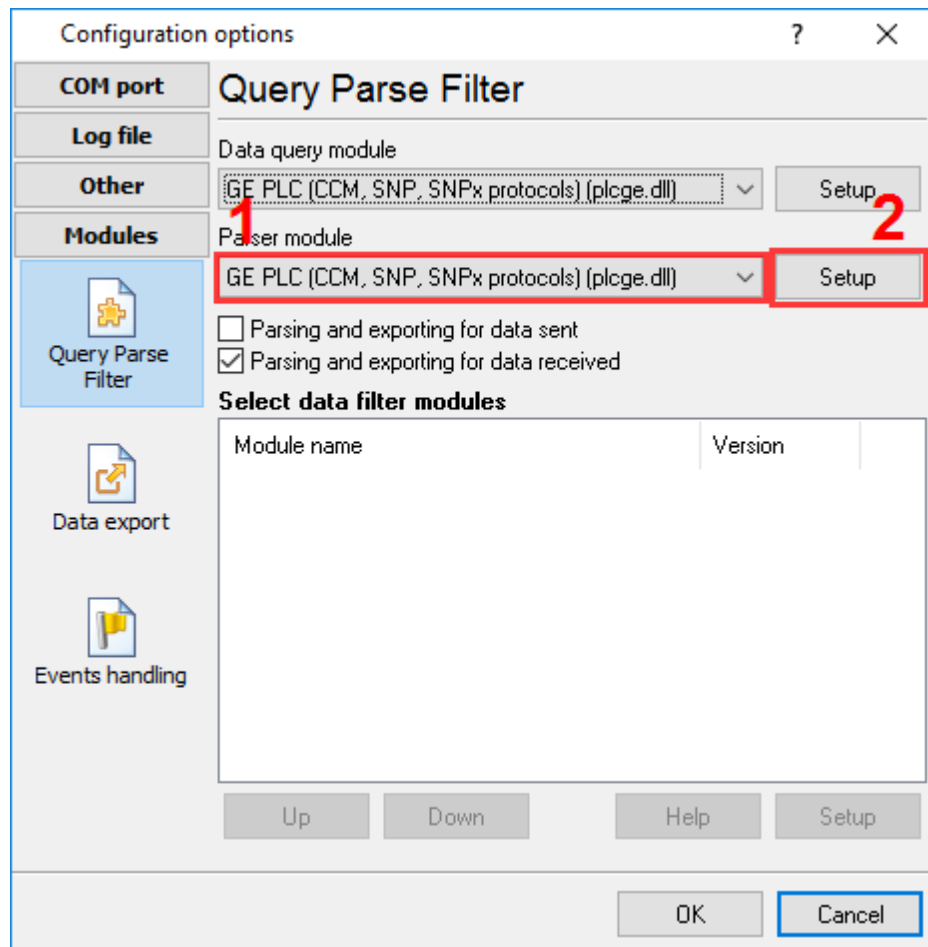 Configuration options
?
COM port
Log file
Other
Modules
Query Parse
Filter
Data export
Events handling
Query Parse Filter
Data query module
GE PLC (CCM, SNP, SNPx protocols) (plcge.dll)
Setup
1
2
Parser module
GE PLC (CCM, SNP, SNPx protocols) (plcge.dll)
Setup
Parsing and exporting for data sent
Parsing and exporting for data received
Select data filter modules
Module name Version
Up Down Help Setup
OK Cancel